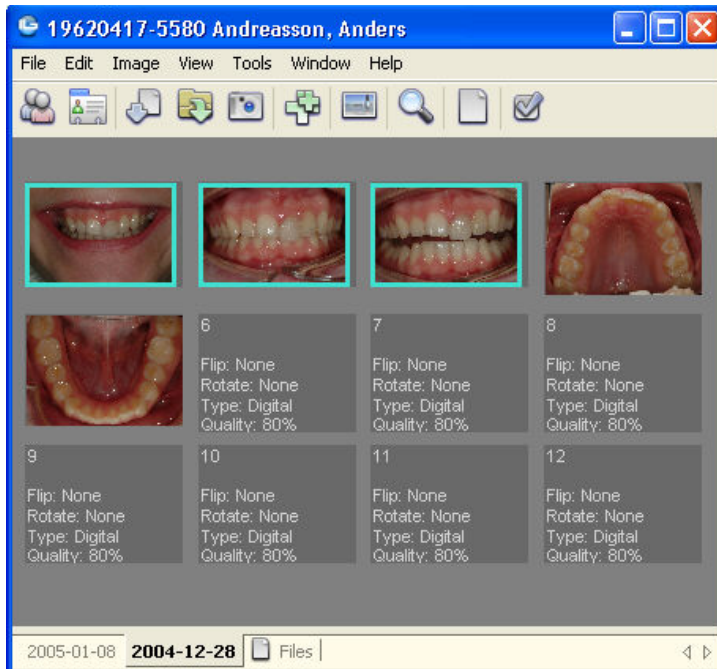 19620417-5580 Andreasson, Anders
File Edit Image View Tools Window Help
6
Flip: None
Rotate: None
Type: Digital
Quality: 80%
7
Flip: None
Rotate: None
Type: Digital
Quality: 80%
8
Flip: None
Rotate: None
Type: Digital
Quality: 80%
9
Flip: None
Rotate: None
Type: Digital
Quality: 80%
10
Flip: None
Rotate: None
Type: Digital
Quality: 80%
11
Flip: None
Rotate: None
Type: Digital
Quality: 80%
12
Flip: None
Rotate: None
Type: Digital
Quality: 80%
2005-01-08 2004-12-28 Files